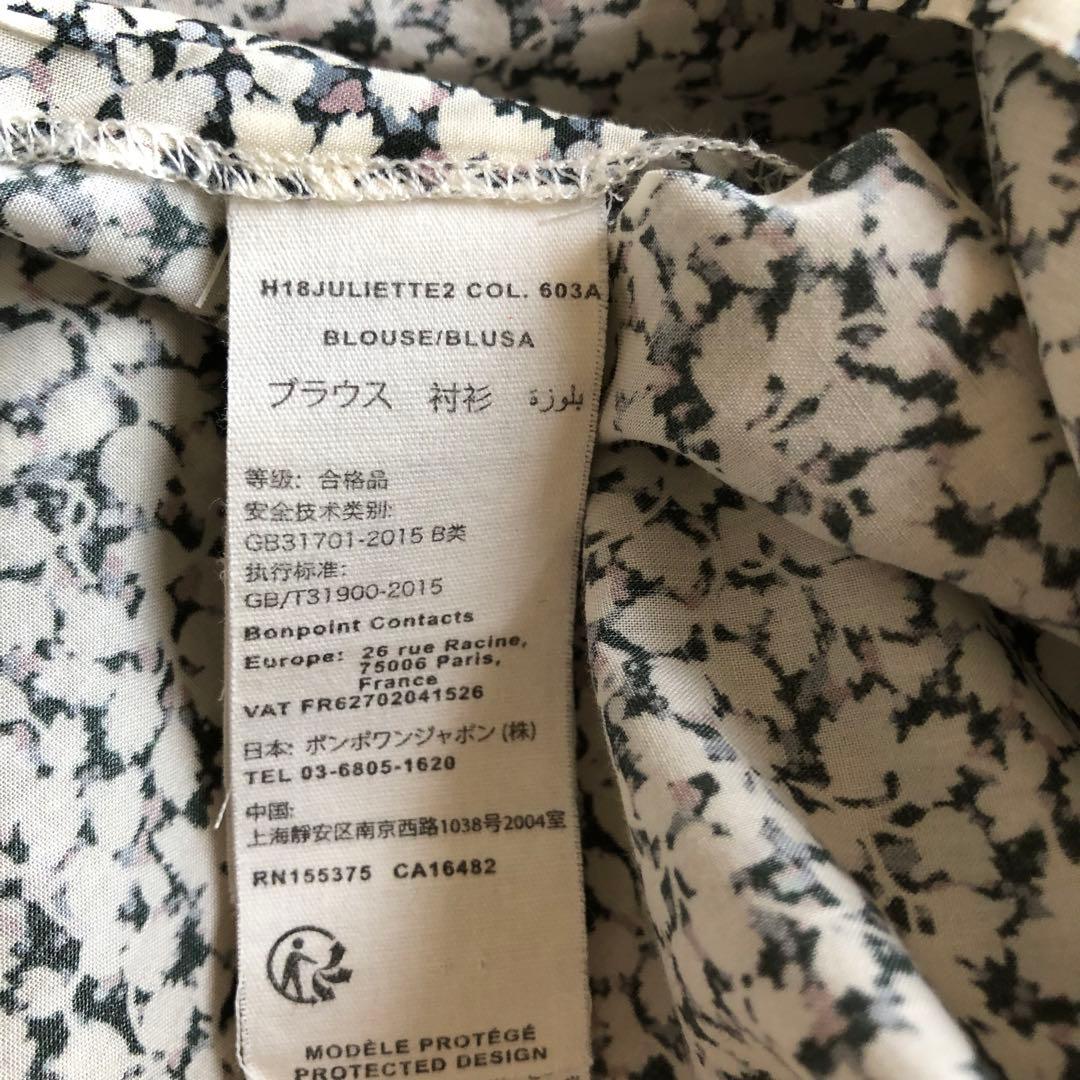 H18JULIETTE2 COL. 603A
BLOUSE/BLUSA
ブラウス 衬衫 بلوزة
等级: 合格品
安全技术类别:
GB31701-2015 B类
执行标准:
GB/T31900-2015
Bonpoint Contacts
Europe: 26 rue Racine,
75006 Paris,
France
VAT FR62702041526
日本: ボンポワンジャポン (株)
TEL 03-6805-1620
中国:
上海靜安区南京西路1038号2004室
RN155375 CA16482
MODÈLE PROTÉGÉ
PROTECTED DESIGN